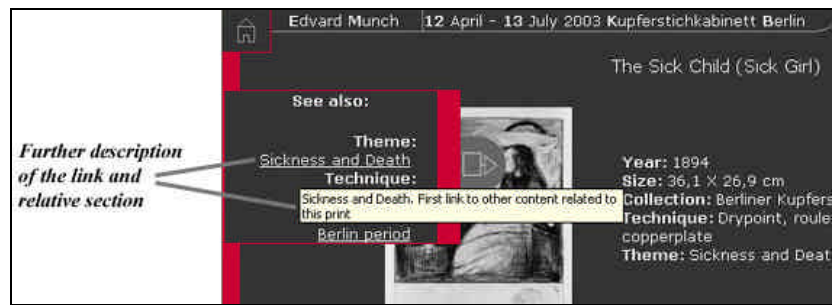 Edvard Munch 12 April - 13 July 2003 Kupferstichkabinett Berlin
The Sick Child (Sick Girl)
See also:
Theme:
Sickness and Death
Technique:
Sickness and Death. First link to other content related to
this print
Berlin period
Further description
of the link and
relative section
Year: 1894
Size: 36,1 X 26,9 cm
Collection: Berliner Kupfers
Technique: Drypoint, roule
copperplate
Theme: Sickness and Deat